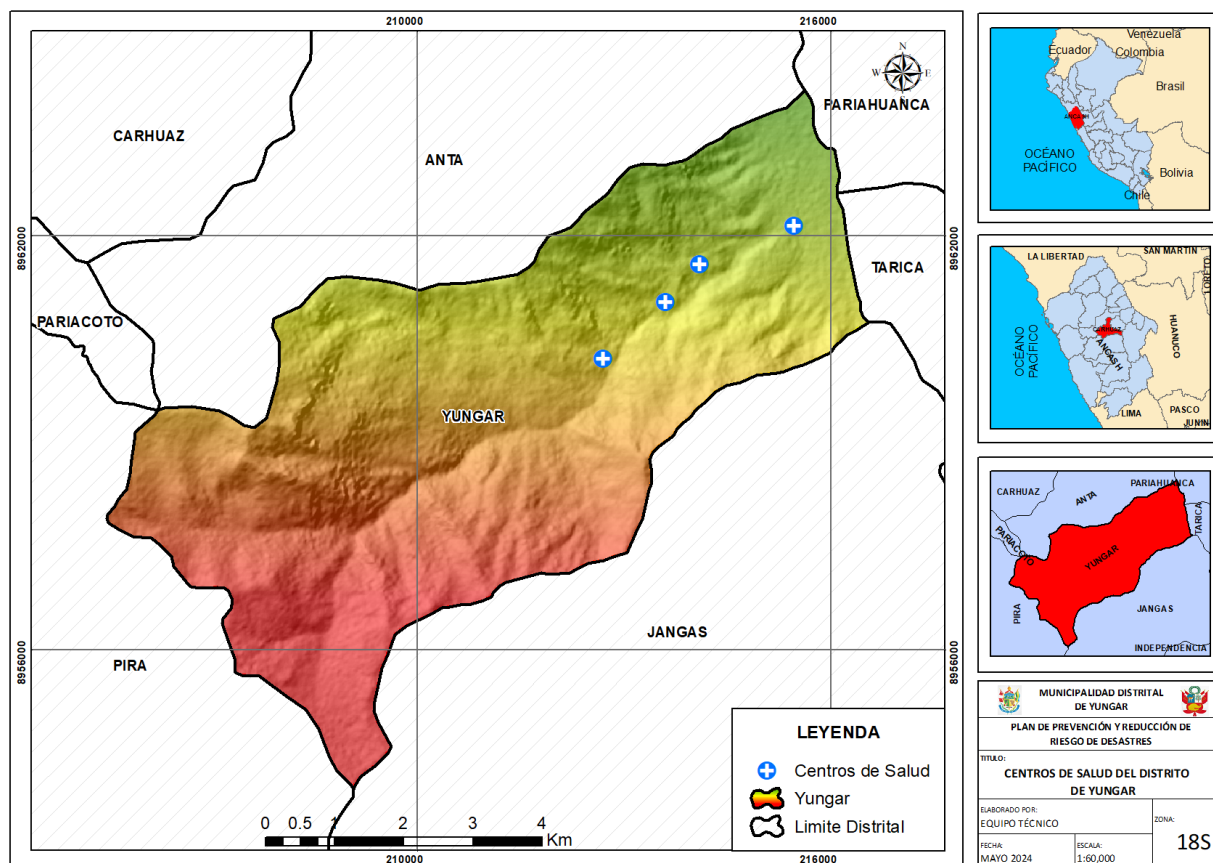 210000
216000
N
W
E
S
PARIAHUANCA
CARHUAZ
ANTA
8962000
8962000
TARICA
PARIACOTO
YUNGAR
JANGAS
8956000
8956000
PIRA
LEYENDA
Centros de Salud
Yungar
Limite Distrital
0 0.5 1 2 3 4
Km
210000
216000
Venezuela
Ecuador
Colombia
Brasil
ANCASH
OCÉANO
PACÍFICO
Bolivia
Chile
LA LIBERTAD
SAN MARTIN
LORETO
CARHUAZ
HUANUCO
OCÉANO
PACÍFICO
ANCASH
LIMA
PASCO
JUNIN
PARIAHUANCA
CARHUAZ
ANTA
TARICA
PARIACOTO
YUNGAR
PIRA
JANGAS
INDEPENDENCIA
MUNICIPALIDAD DISTRITAL
DE YUNGAR
PLAN DE PREVENCIÓN Y REDUCCIÓN DE
RIESGO DE DESASTRES
TITULO:
CENTROS DE SALUD DEL DISTRITO
DE YUNGAR
ELABORADO POR:
EQUIPO TÉCNICO
ZONA:
18S
FECHA:
MAYO 2024
ESCALA:
1:60,000